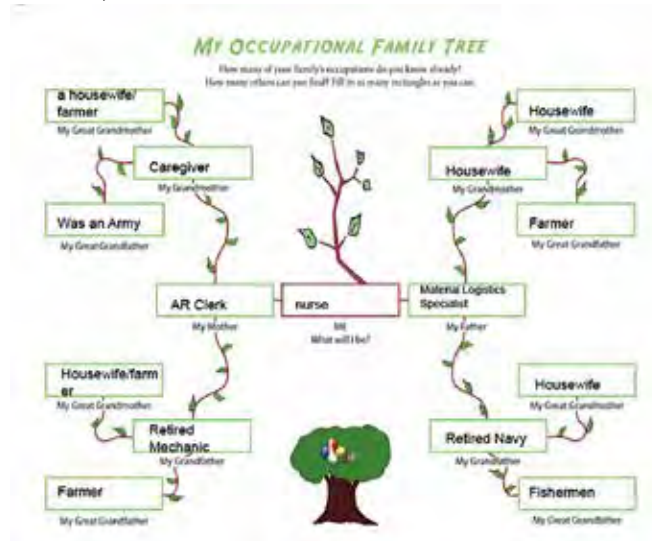 MY OCCUPATIONAL FAMILY TREE
How many of your family's occupations do you know already?
How many others can you find? Fill in as many rectangles as you can.
a housewife/
farmer
My Great Grandmother
Housewife
My Great Grandmother
Caregiver
My Grandmother
Housewife
My Grandmother
Was an Army
My Great Grandfather
Farmer
My Great Grandfather
AR Clerk
My Mother
nurse
ME
What will I be?
Material Logistics
Specialist
My Father
Housewife/farm
er
My Great Grandmother
Housewife
My Great Grandmother
Retired
Mechanic
My Grandfather
Retired Navy
My Grandfather
Farmer
My Great Grandfather
Fishermen
My Great Grandfather